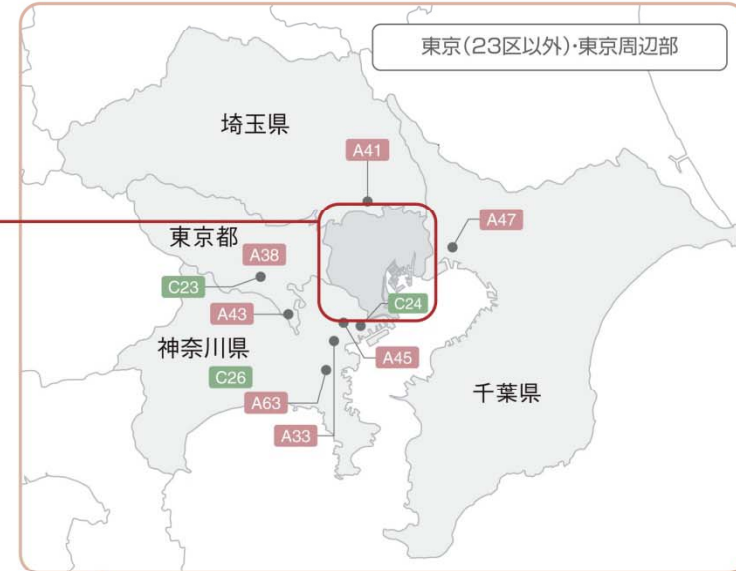 東京(23区以外)・東京周辺部
埼玉県
A41
A47
東京都
A38
C23
C24
A43
神奈川県
A45
C26
千葉県
A63
A33